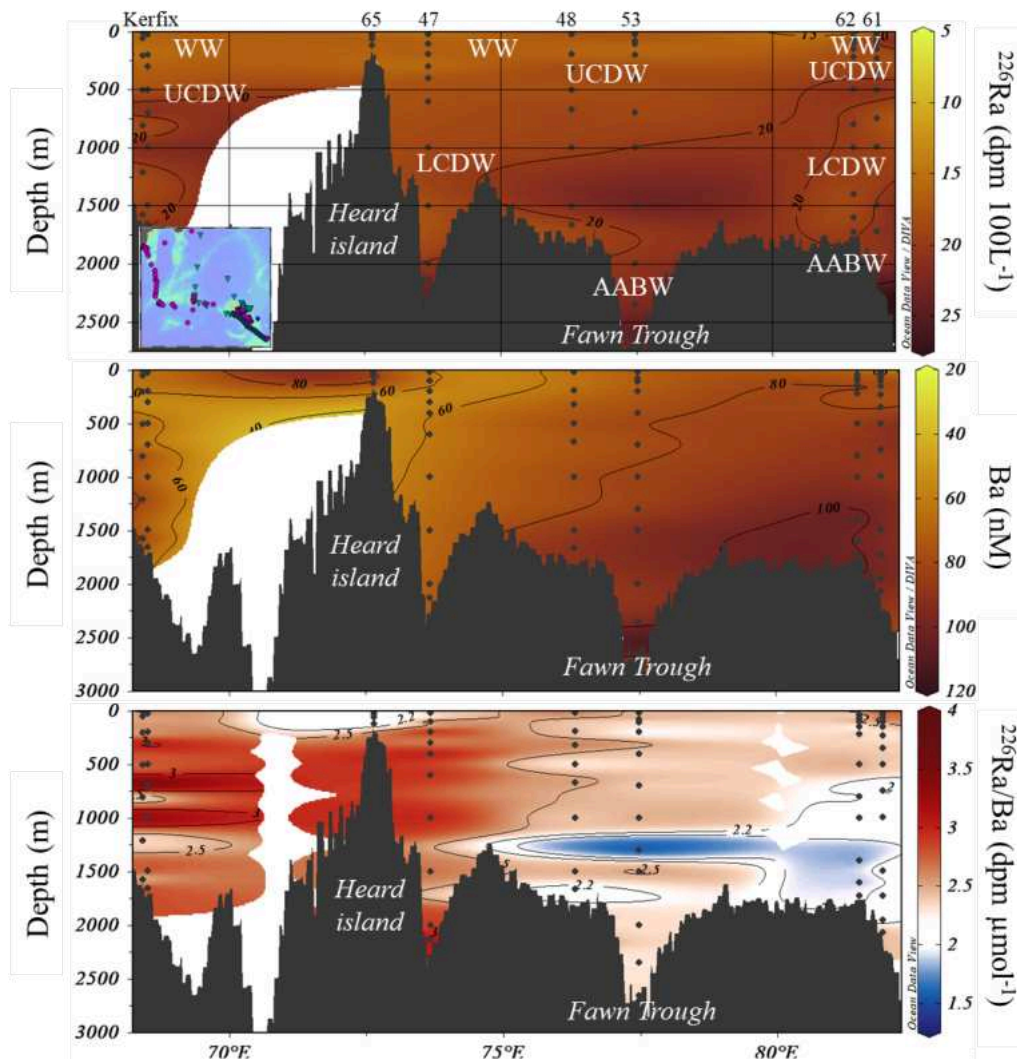 Kerfix 65 47 48 53 62 61
0
500
1000
1500
2000
2500
Depth (m)
WW WW WW
UCDW UCDW UCDW
LCDW LCDW
AABW AABW
Heard
island
Fawn Trough
15
20
20
20
20
20
Ocean Data View / DIVA
5
10
15
20
25
²²⁶Ra (dpm 100L⁻¹)
0
500
1000
1500
2000
2500
3000
Depth (m)
80 60 80
40 60
60
100
Heard
island
Fawn Trough
Ocean Data View / DIVA
20
40
60
80
100
120
Ba (nM)
0
500
1000
1500
2000
2500
3000
Depth (m)
2.2 2.5
2.5
3
3
2.5
2
2.2
2.5
2.2
3
Heard
island
Fawn Trough
Ocean Data View
4
3.5
3
2.5
2
1.5
²²⁶Ra/Ba (dpm µmol⁻¹)
70°E 75°E 80°E